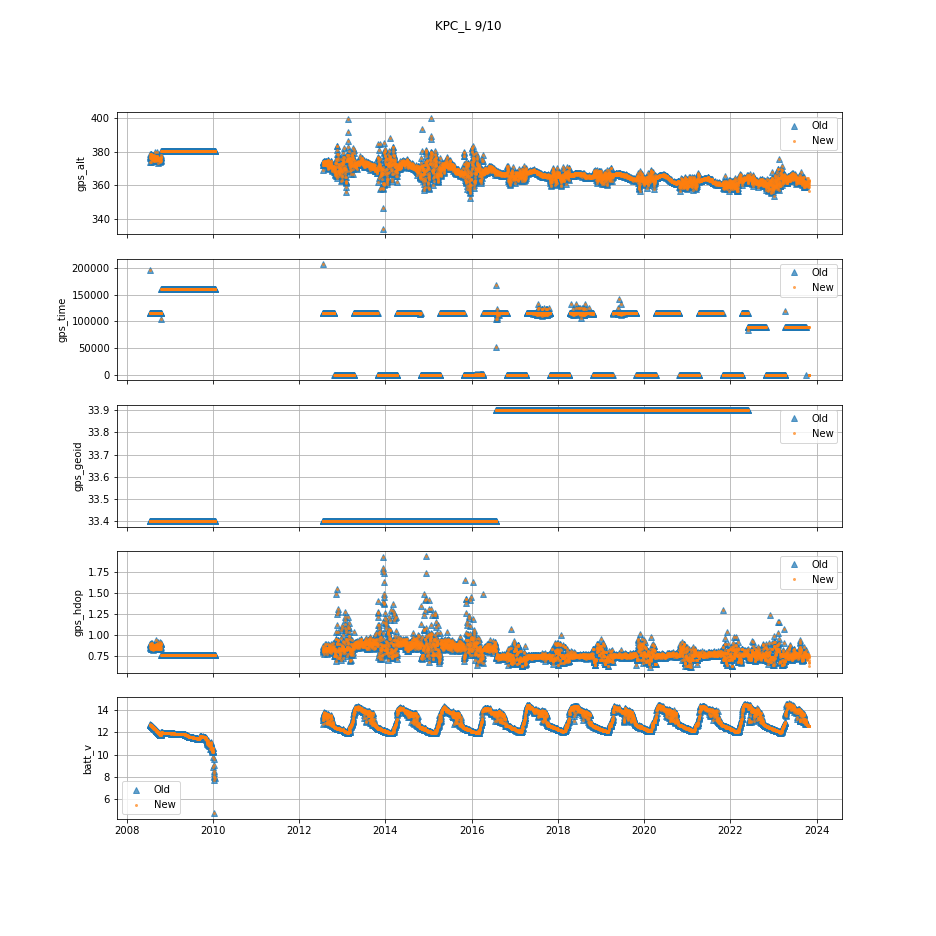 KPC_L 9/10
400
380
360
340
gps_alt
Old
New
200000
150000
100000
50000
0
gps_time
Old
New
33.9
33.8
33.7
33.6
33.5
33.4
gps_geoid
Old
New
1.75
1.50
1.25
1.00
0.75
gps_hdop
Old
New
14
12
10
8
6
batt_v
Old
New
2008 2010 2012 2014 2016 2018 2020 2022 2024